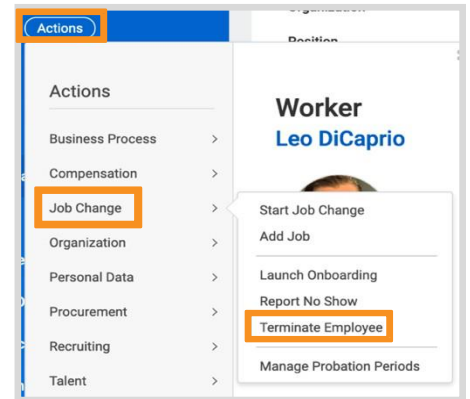 Actions
Position
Actions
Business Process
Compensation
Job Change
Organization
Personal Data
Procurement
Recruiting
Talent
Worker
Leo DiCaprio
Start Job Change
Add Job
Launch Onboarding
Report No Show
Terminate Employee
Manage Probation Periods